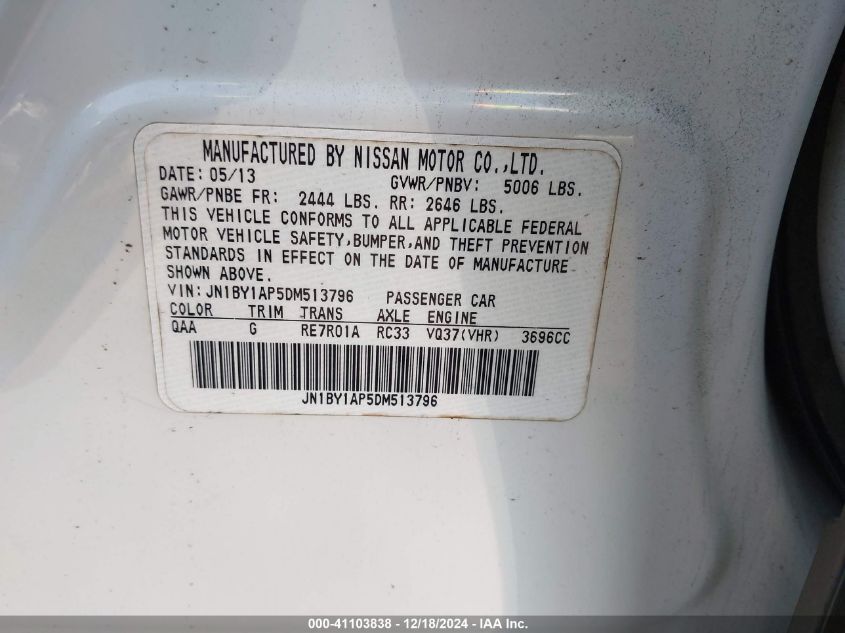 MANUFACTURED BY NISSAN MOTOR CO.,LTD.
DATE: 05/13 GVWR/PNBV: 5006 LBS.
GAWR/PNBE FR: 2444 LBS. RR: 2646 LBS.
THIS VEHICLE CONFORMS TO ALL APPLICABLE FEDERAL
MOTOR VEHICLE SAFETY,BUMPER,AND THEFT PREVENTION
STANDARDS IN EFFECT ON THE DATE OF MANUFACTURE
SHOWN ABOVE.
VIN: JN1BY1AP5DM513796 PASSENGER CAR
COLOR TRIM TRANS AXLE ENGINE
QAA G RE7R01A RC33 VQ37(VHR) 3696CC
JN1BY1AP5DM513796
000-41103838 - 12/18/2024 - IAA Inc.